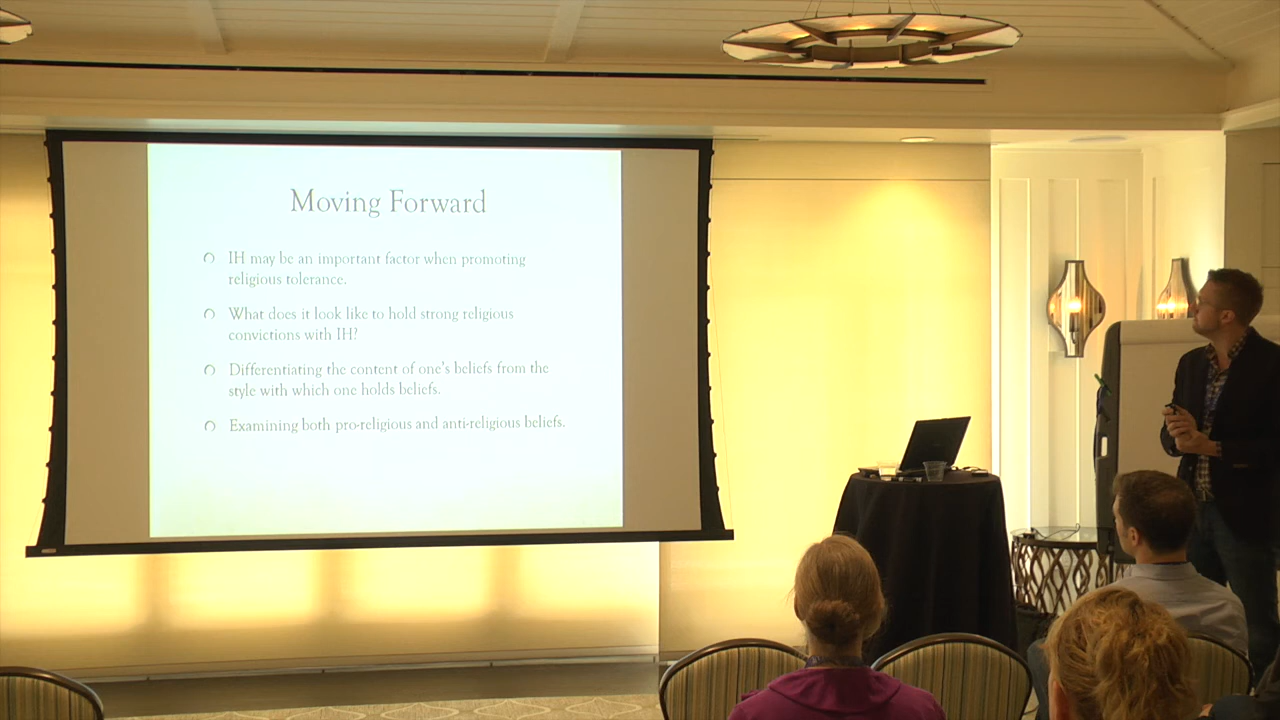 Moving Forward
IH may be an important factor when promoting
religious tolerance.
What does it look like to hold strong religious
convictions with IH?
Differentiating the content of one's beliefs from the
style with which one holds beliefs.
Examining both pro-religious and anti-religious beliefs.